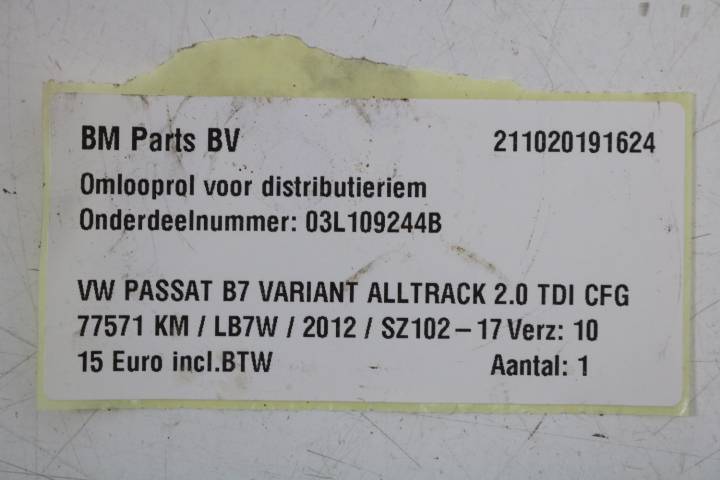 BM Parts BV 211020191624
Omlooprol voor distributieriem
Onderdeelnummer: 03L109244B
VW PASSAT B7 VARIANT ALLTRACK 2.0 TDI CFG
77571 KM / LB7W / 2012 / SZ102-17 Verz: 10
15 Euro incl.BTW Aantal: 1